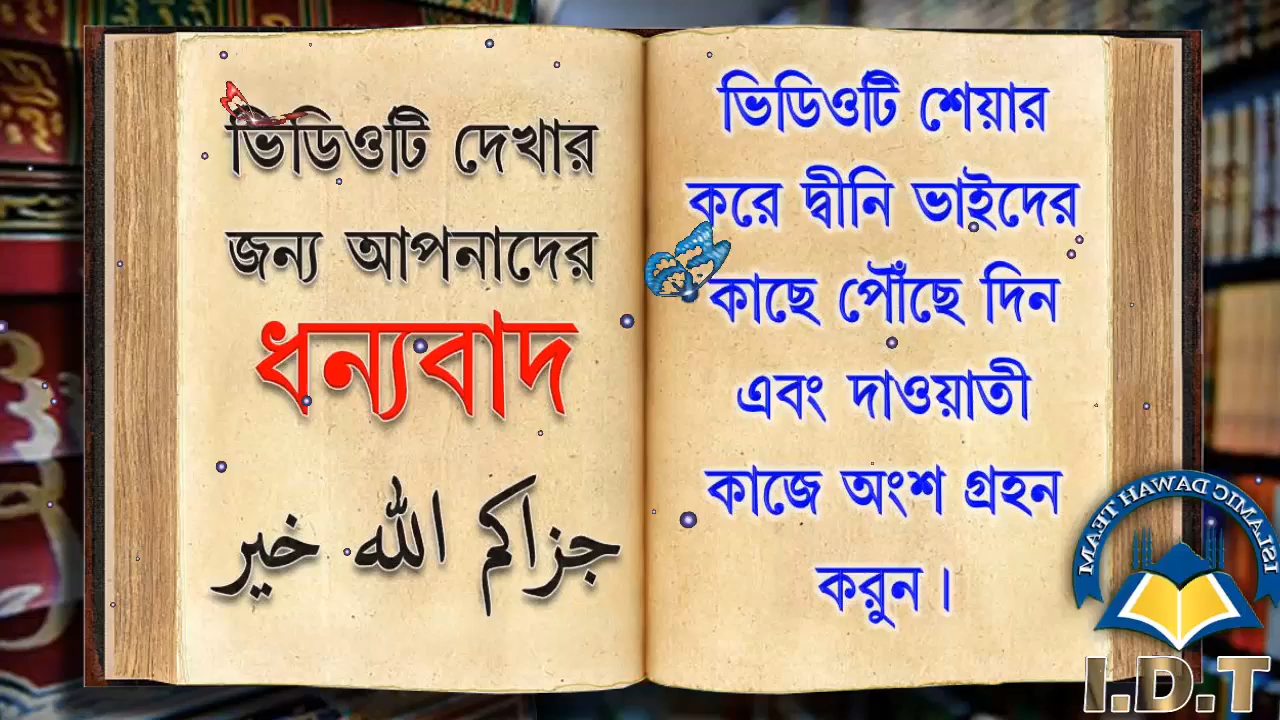 ভিডিওটি দেখার
জন্য আপনাদের
ধন্যবাদ
جزاكم الله خير
ভিডিওটি শেয়ার
করে দ্বীনি ভাইদের
কাছে পৌঁছে দিন
এবং দাওয়াতী
কাজে অংশ গ্রহন
করুন।
ISLAMIC DAWAH TEAM
I.D.T